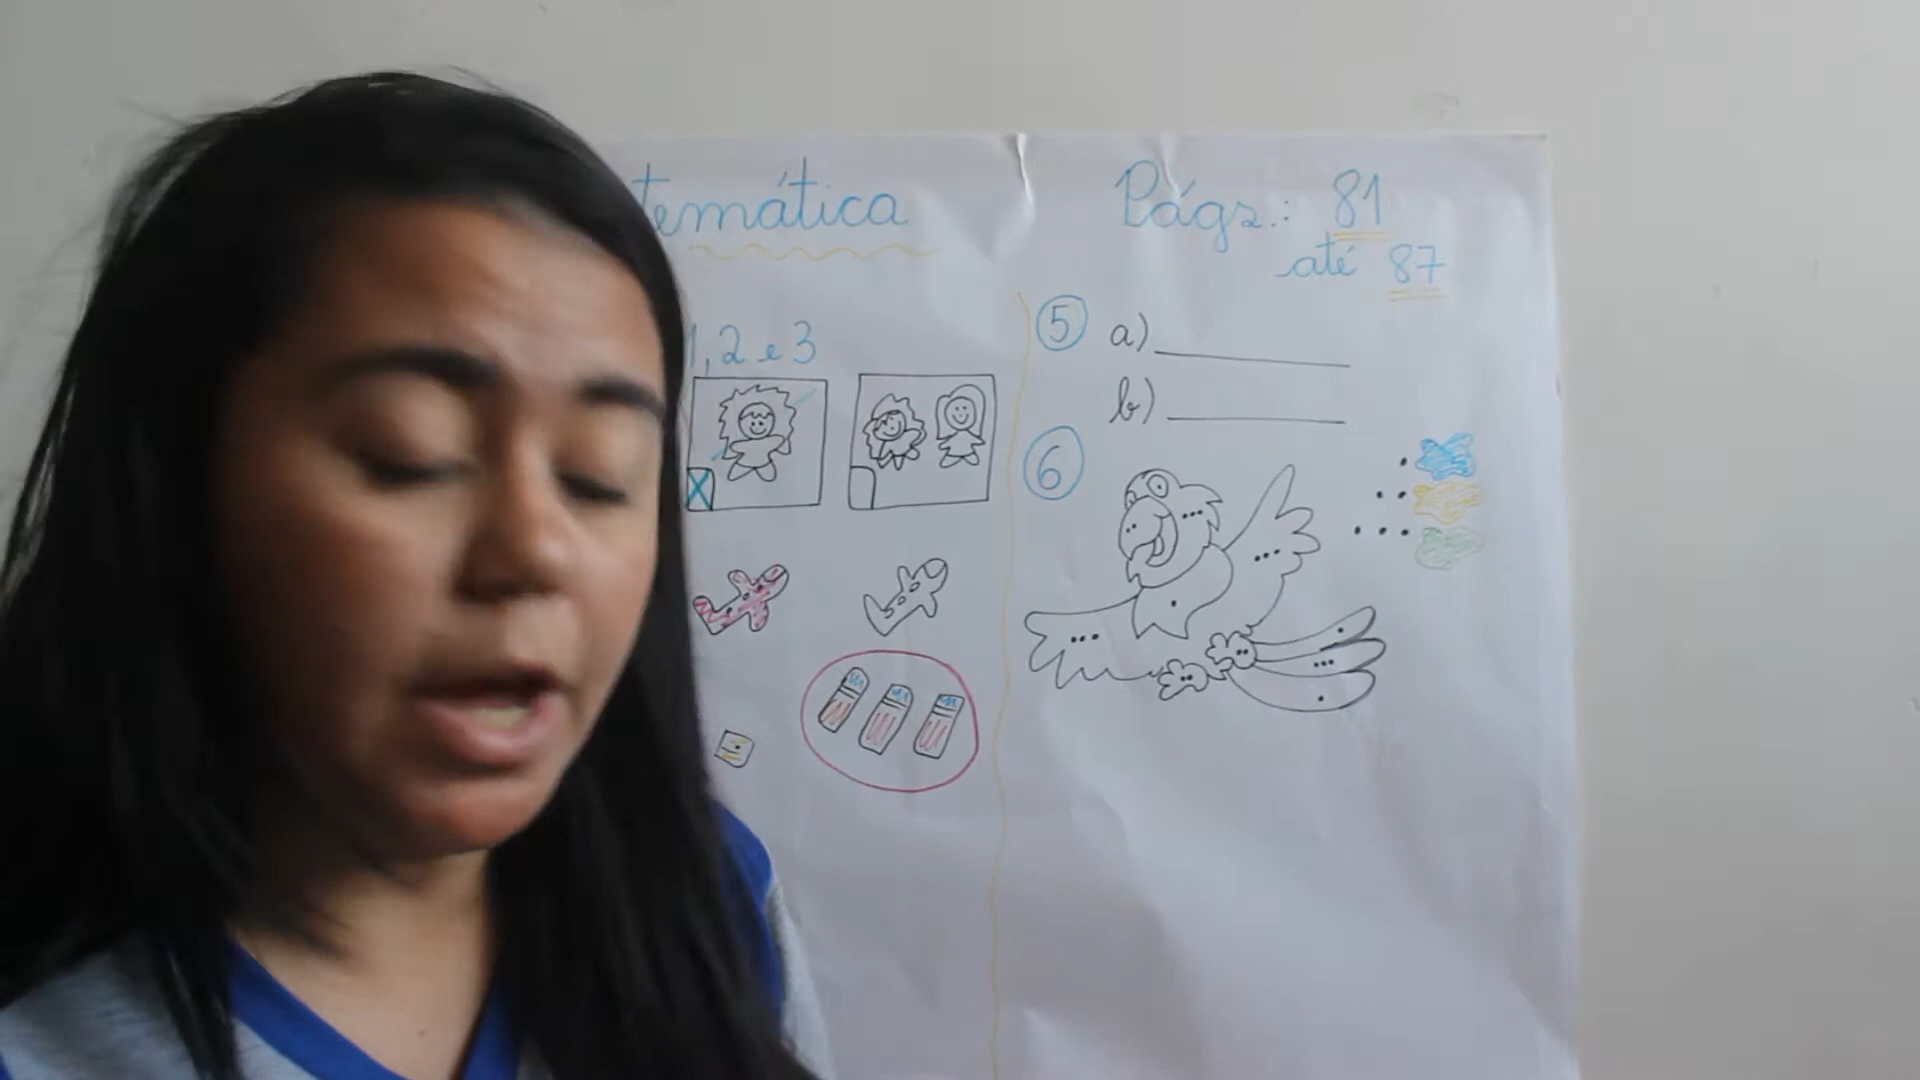 temática
Págs.: 81
até 87
1, 2 e 3
5 a)
b)
6
X